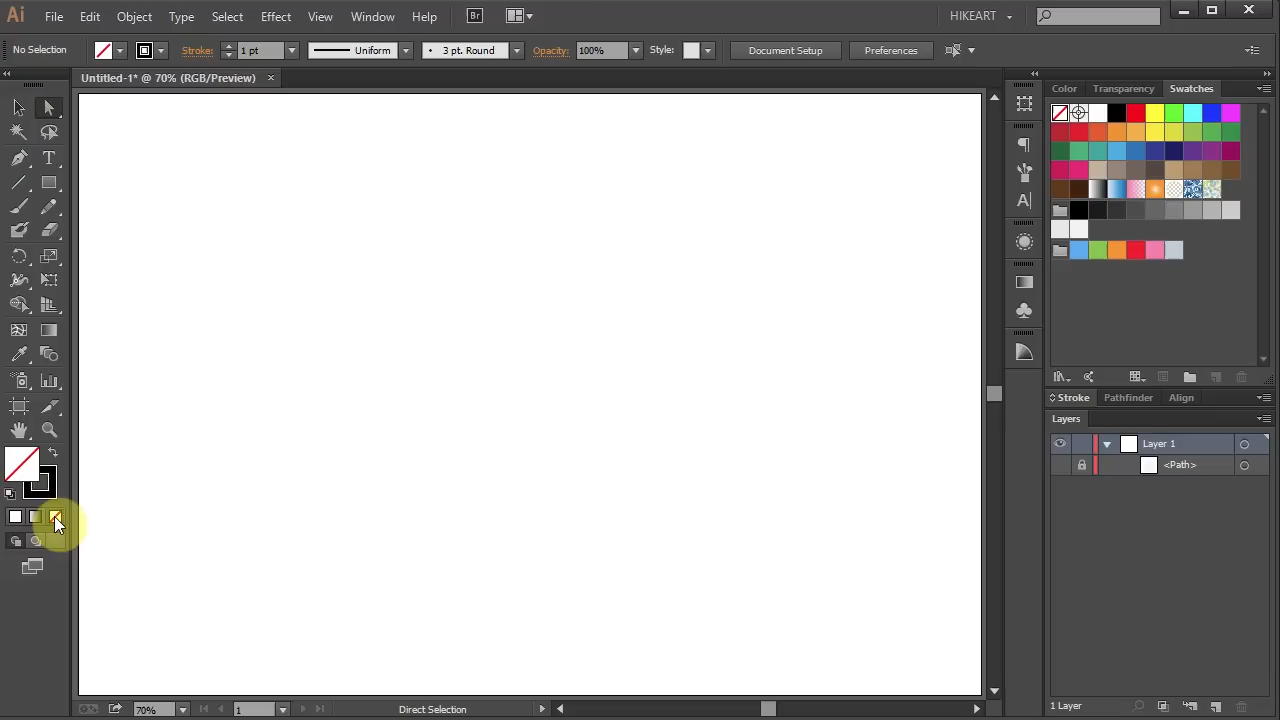 Ai File Edit Object Type Select Effect View Window Help Br HIKEART
No Selection Stroke: 1 pt Uniform 3 pt. Round Opacity: 100% Style: Document Setup Preferences
Untitled-1* @ 70% (RGB/Preview) ×
Color Transparency Swatches
Stroke Pathfinder Align
Layers
Layer 1
<Path>
70% 1 Direct Selection 1 Layer